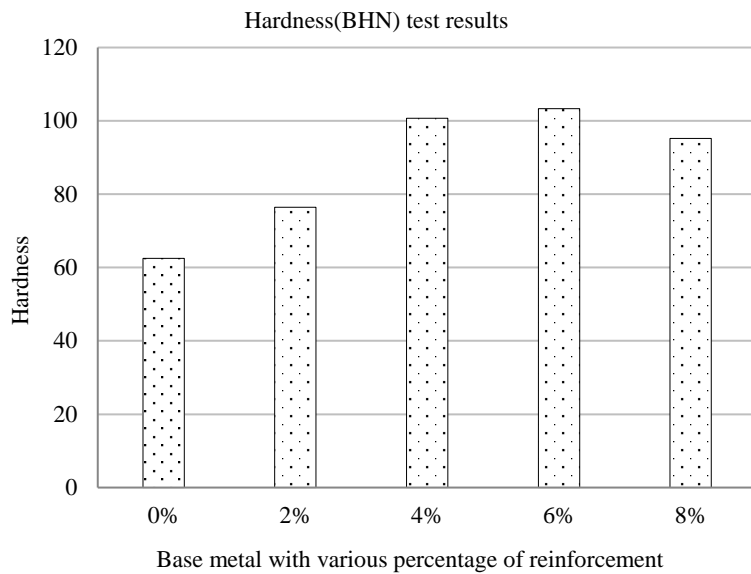 Hardness(BHN) test results
120
100
80
60
40
20
0
Hardness
0% 2% 4% 6% 8%
Base metal with various percentage of reinforcement